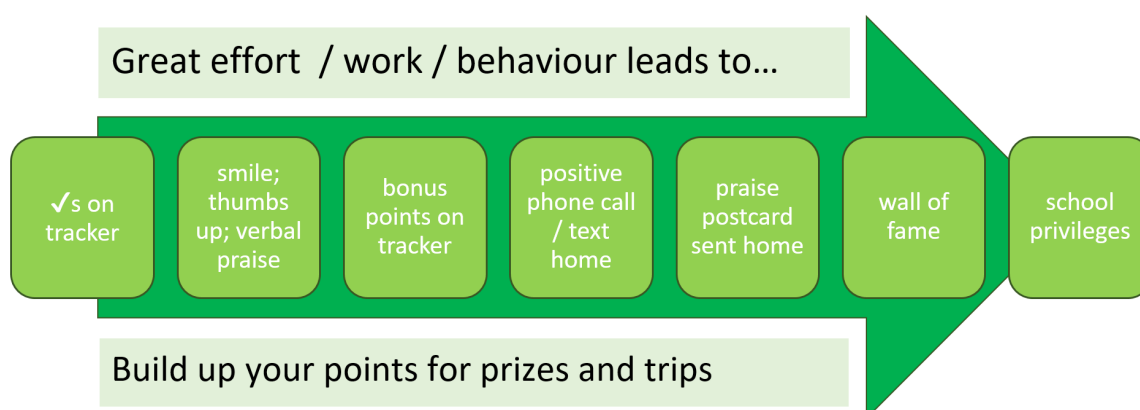 Great effort / work / behaviour leads to...
✓s on
tracker
smile;
thumbs
up; verbal
praise
bonus
points on
tracker
positive
phone call
/ text
home
praise
postcard
sent home
wall of
fame
school
privileges
Build up your points for prizes and trips